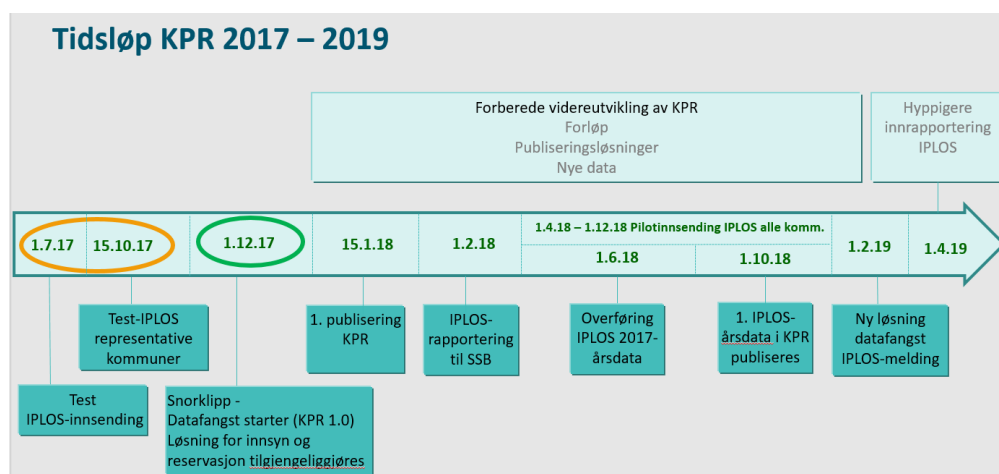 Tidsløp KPR 2017 – 2019
Forberede videreutvikling av KPR
Forløp
Publiseringsløsninger
Nye data
Hyppigere
innrapportering
IPLOS
1.7.17
15.10.17
1.12.17
15.1.18
1.2.18
1.4.18 – 1.12.18 Pilotinnsending IPLOS alle komm.
1.6.18
1.10.18
1.2.19
1.4.19
Test-IPLOS
representative
kommuner
1. publisering
KPR
IPLOS-
rapportering
til SSB
Overføring
IPLOS 2017-
årsdata
1. IPLOS-
årsdata i KPR
publiseres
Ny løsning
datafangst
IPLOS-melding
Test
IPLOS-innsending
Snorklipp -
Datafangst starter (KPR 1.0)
Løsning for innsyn og
reservasjon tilgjengeliggjøres